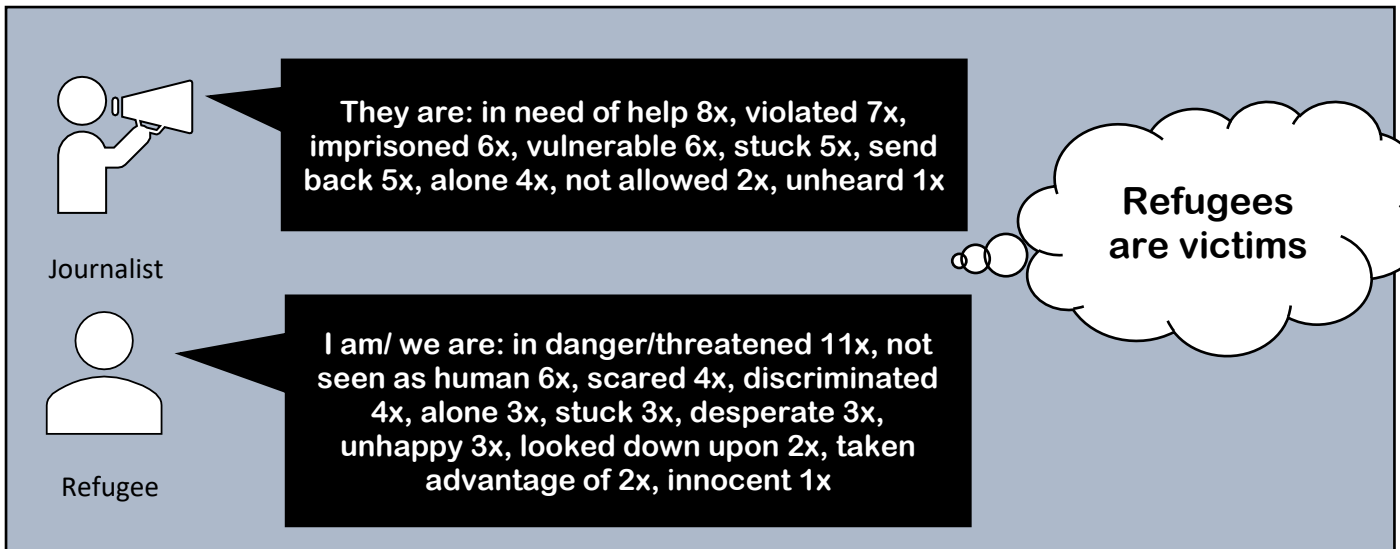 They are: in need of help 8x, violated 7x,
imprisoned 6x, vulnerable 6x, stuck 5x, send
back 5x, alone 4x, not allowed 2x, unheard 1x
Journalist
Refugees
are victims
I am/ we are: in danger/threatened 11x, not
seen as human 6x, scared 4x, discriminated
4x, alone 3x, stuck 3x, desperate 3x,
unhappy 3x, looked down upon 2x, taken
advantage of 2x, innocent 1x
Refugee